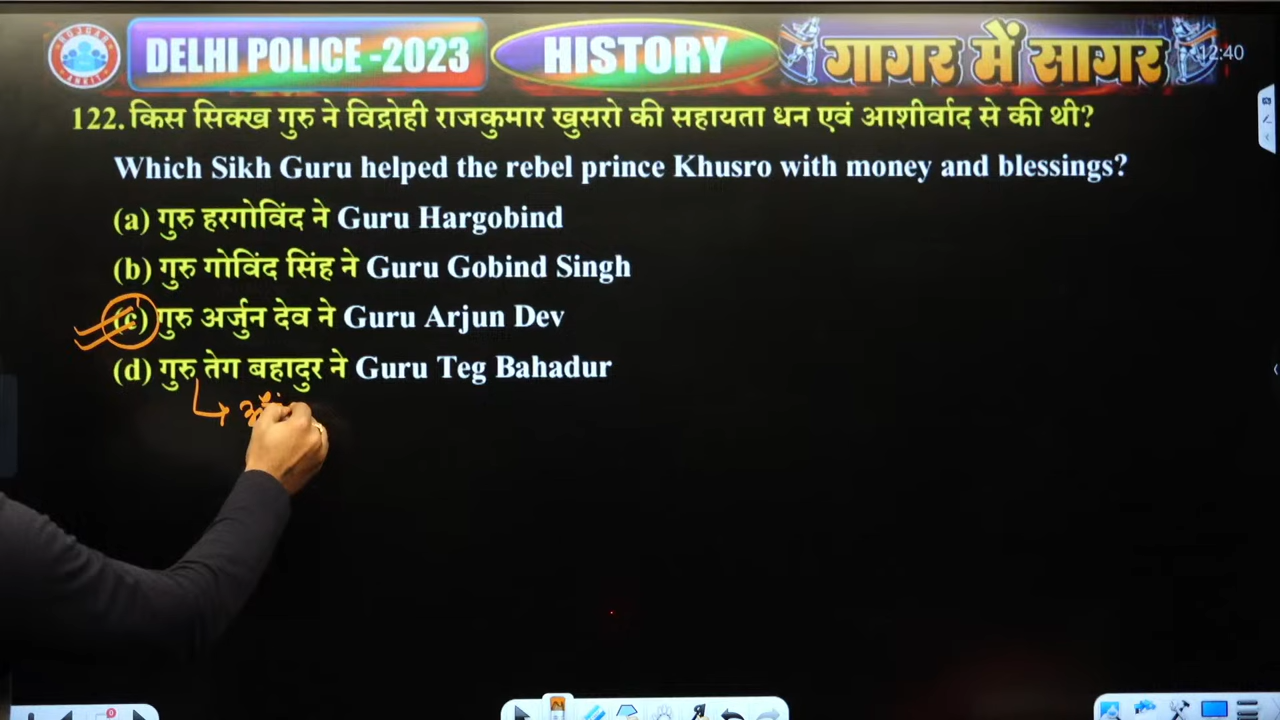 ROJGAR
ANKIT
DELHI POLICE -2023
HISTORY
गागर में सागर
12:40
122. किस सिक्ख गुरु ने विद्रोही राजकुमार खुसरो की सहायता धन एवं आशीर्वाद से की थी?
Which Sikh Guru helped the rebel prince Khusro with money and blessings?
(a) गुरु हरगोविंद ने Guru Hargobind
(b) गुरु गोविंद सिंह ने Guru Gobind Singh
(c) गुरु अर्जुन देव ने Guru Arjun Dev
(d) गुरु तेग बहादुर ने Guru Teg Bahadur